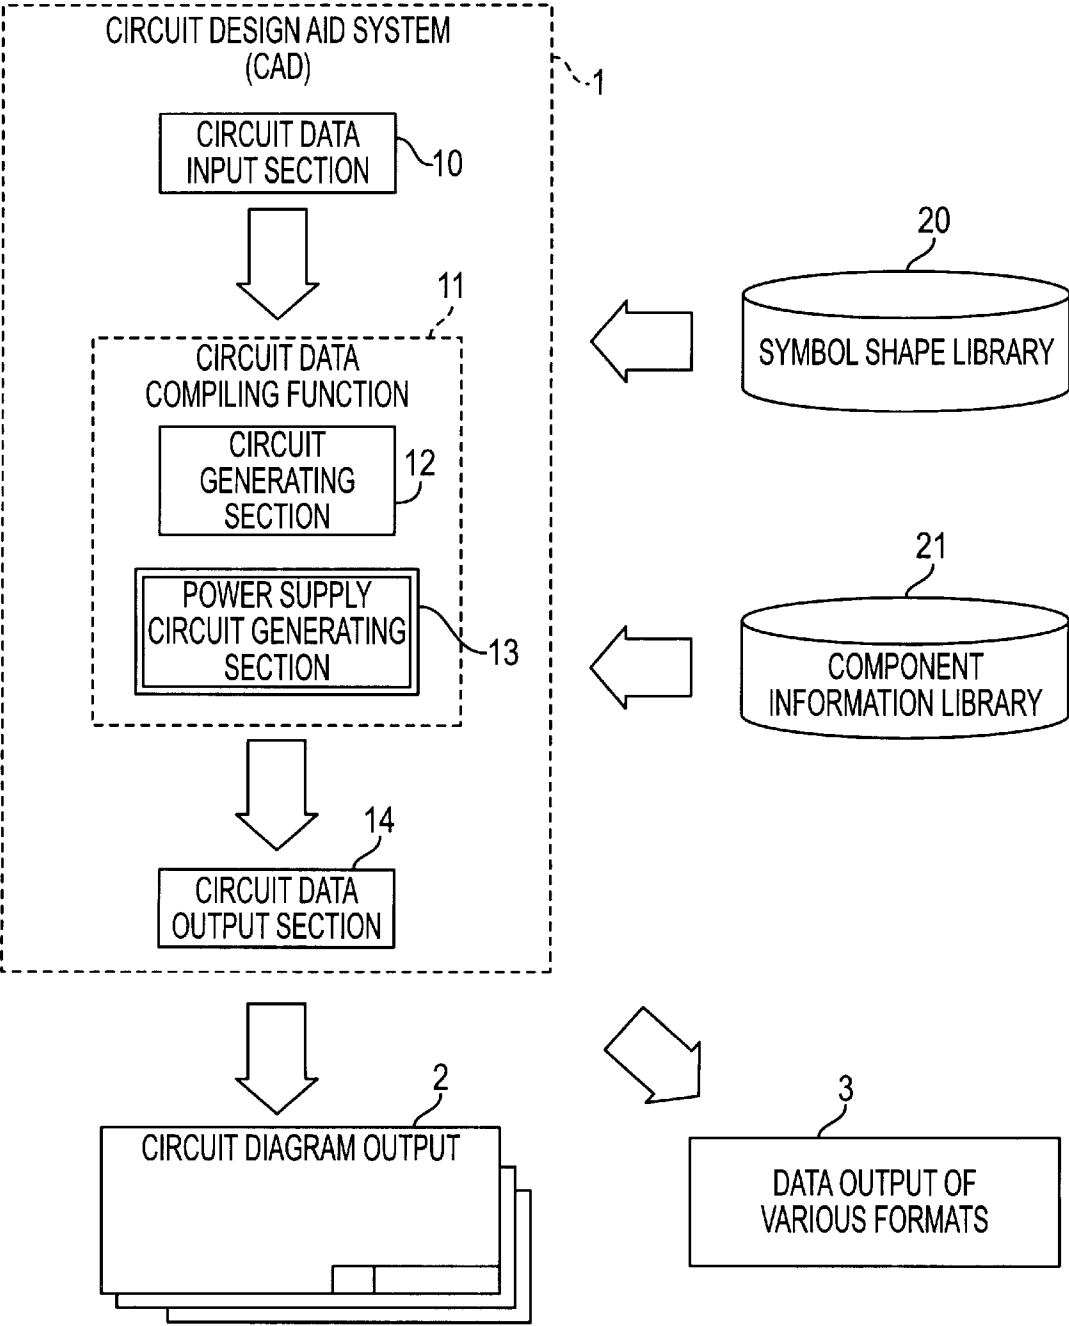 CIRCUIT DESIGN AID SYSTEM
(CAD)
1
CIRCUIT DATA
INPUT SECTION
10
20
SYMBOL SHAPE LIBRARY
11
CIRCUIT DATA
COMPILING FUNCTION
CIRCUIT
GENERATING
SECTION
12
21
COMPONENT
INFORMATION LIBRARY
POWER SUPPLY
CIRCUIT GENERATING
SECTION
13
14
CIRCUIT DATA
OUTPUT SECTION
2
CIRCUIT DIAGRAM OUTPUT
3
DATA OUTPUT OF
VARIOUS FORMATS